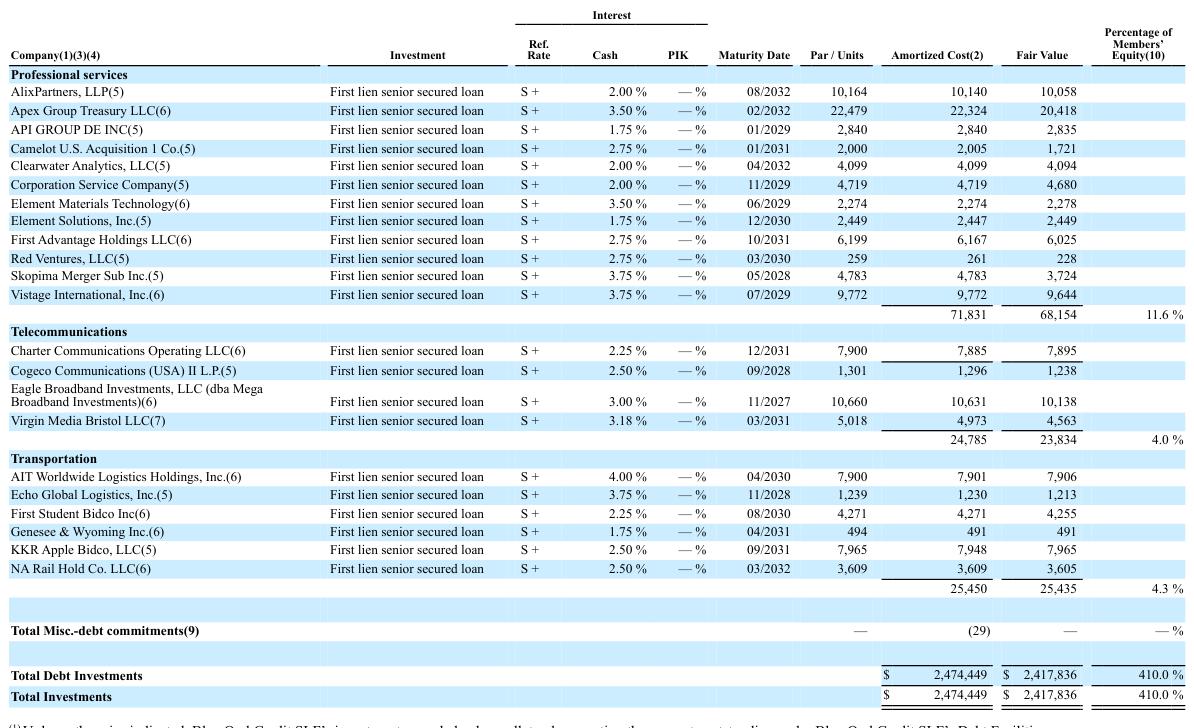 Interest
Company(1)(3)(4) Investment Ref. Rate Cash PIK Maturity Date Par / Units Amortized Cost(2) Fair Value Percentage of Members' Equity(10)
Professional services
AlixPartners, LLP(5) First lien senior secured loan S + 2.00 % — % 08/2032 10,164 10,140 10,058
Apex Group Treasury LLC(6) First lien senior secured loan S + 3.50 % — % 02/2032 22,479 22,324 20,418
API GROUP DE INC(5) First lien senior secured loan S + 1.75 % — % 01/2029 2,840 2,840 2,835
Camelot U.S. Acquisition 1 Co.(5) First lien senior secured loan S + 2.75 % — % 01/2031 2,000 2,005 1,721
Clearwater Analytics, LLC(5) First lien senior secured loan S + 2.00 % — % 04/2032 4,099 4,099 4,094
Corporation Service Company(5) First lien senior secured loan S + 2.00 % — % 11/2029 4,719 4,719 4,680
Element Materials Technology(6) First lien senior secured loan S + 3.50 % — % 06/2029 2,274 2,274 2,278
Element Solutions, Inc.(5) First lien senior secured loan S + 1.75 % — % 12/2030 2,449 2,447 2,449
First Advantage Holdings LLC(6) First lien senior secured loan S + 2.75 % — % 10/2031 6,199 6,167 6,025
Red Ventures, LLC(5) First lien senior secured loan S + 2.75 % — % 03/2030 259 261 228
Skopima Merger Sub Inc.(5) First lien senior secured loan S + 3.75 % — % 05/2028 4,783 4,783 3,724
Vistage International, Inc.(6) First lien senior secured loan S + 3.75 % — % 07/2029 9,772 9,772 9,644
71,831 68,154 11.6 %
Telecommunications
Charter Communications Operating LLC(6) First lien senior secured loan S + 2.25 % — % 12/2031 7,900 7,885 7,895
Cogeco Communications (USA) II L.P.(5) First lien senior secured loan S + 2.50 % — % 09/2028 1,301 1,296 1,238
Eagle Broadband Investments, LLC (dba Mega
Broadband Investments)(6) First lien senior secured loan S + 3.00 % — % 11/2027 10,660 10,631 10,138
Virgin Media Bristol LLC(7) First lien senior secured loan S + 3.18 % — % 03/2031 5,018 4,973 4,563
24,785 23,834 4.0 %
Transportation
AIT Worldwide Logistics Holdings, Inc.(6) First lien senior secured loan S + 4.00 % — % 04/2030 7,900 7,901 7,906
Echo Global Logistics, Inc.(5) First lien senior secured loan S + 3.75 % — % 11/2028 1,239 1,230 1,213
First Student Bidco Inc(6) First lien senior secured loan S + 2.25 % — % 08/2030 4,271 4,271 4,255
Genesee & Wyoming Inc.(6) First lien senior secured loan S + 1.75 % — % 04/2031 494 491 491
KKR Apple Bidco, LLC(5) First lien senior secured loan S + 2.50 % — % 09/2031 7,965 7,948 7,965
NA Rail Hold Co. LLC(6) First lien senior secured loan S + 2.50 % — % 03/2032 3,609 3,609 3,605
25,450 25,435 4.3 %
Total Misc.-debt commitments(9) — (29) — — %
Total Debt Investments $ 2,474,449 $ 2,417,836 410.0 %
Total Investments $ 2,474,449 $ 2,417,836 410.0 %